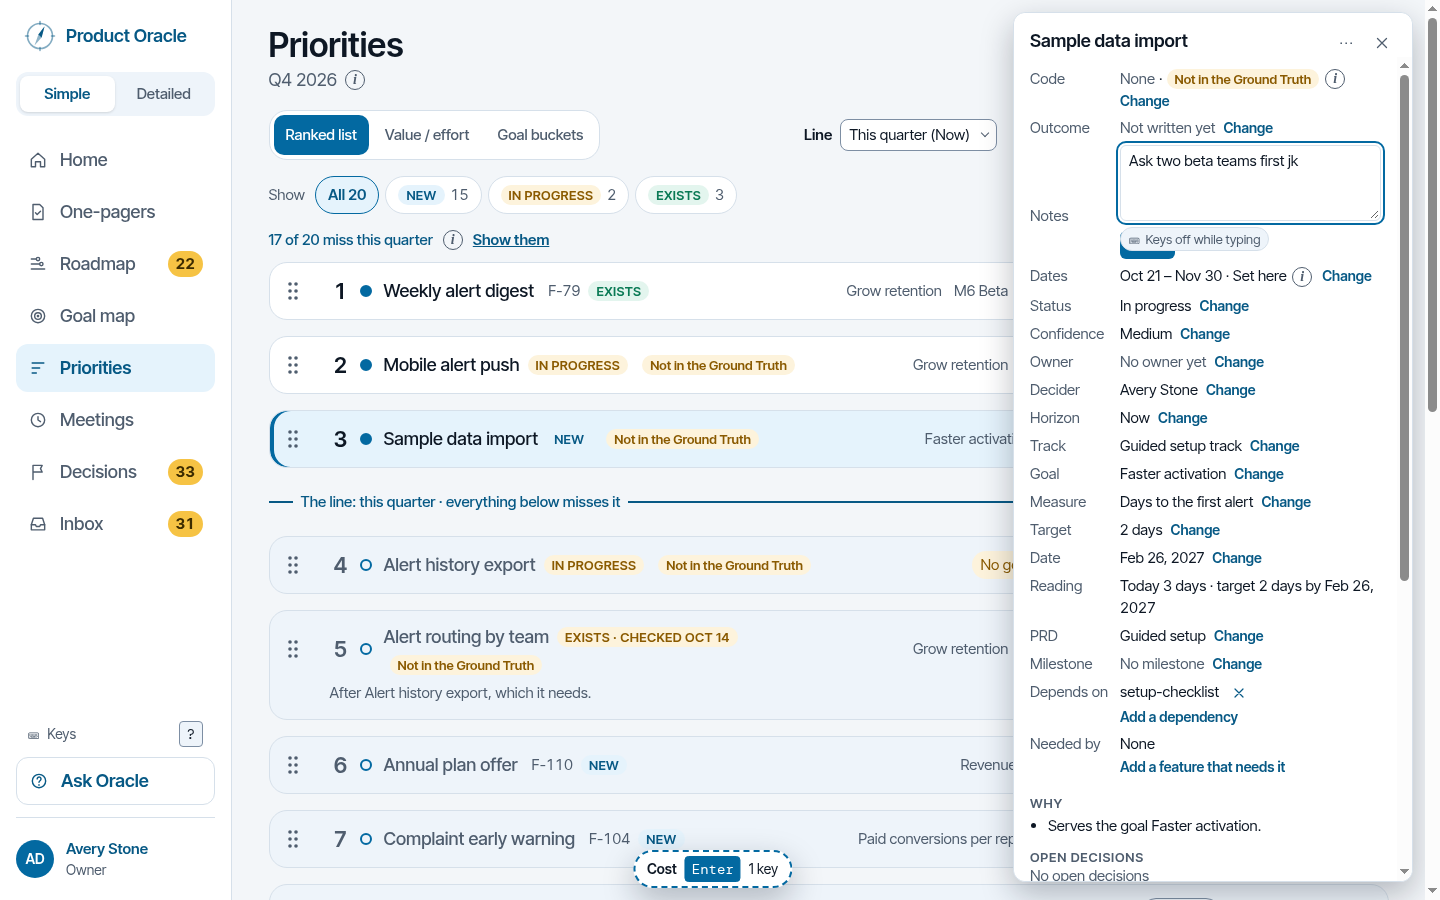 Product Oracle
Simple
Detailed
Home
One-pagers
Roadmap 22
Goal map
Priorities
Meetings
Decisions 33
Inbox 31
Keys ?
Ask Oracle
AD Avery Stone
Owner
Priorities
Q4 2026 i
Ranked list
Value / effort
Goal buckets
Line This quarter (Now)
Show All 20 NEW 15 IN PROGRESS 2 EXISTS 3
17 of 20 miss this quarter i Show them
1 Weekly alert digest F-79 EXISTS Grow retention M6 Beta
2 Mobile alert push IN PROGRESS Not in the Ground Truth Grow retention
3 Sample data import NEW Not in the Ground Truth Faster activati
The line: this quarter · everything below misses it
4 Alert history export IN PROGRESS Not in the Ground Truth No g
5 Alert routing by team EXISTS · CHECKED OCT 14
Not in the Ground Truth Grow retention
After Alert history export, which it needs.
6 Annual plan offer F-110 NEW Revenue
7 Complaint early warning F-104 NEW Paid conversions per rep
Cost Enter 1 key
Sample data import ...
Code None · Not in the Ground Truth i
Change
Outcome Not written yet Change
Ask two beta teams first jk
Notes
Keys off while typing
Dates Oct 21 – Nov 30 · Set here i Change
Status In progress Change
Confidence Medium Change
Owner No owner yet Change
Decider Avery Stone Change
Horizon Now Change
Track Guided setup track Change
Goal Faster activation Change
Measure Days to the first alert Change
Target 2 days Change
Date Feb 26, 2027 Change
Reading Today 3 days · target 2 days by Feb 26,
2027
PRD Guided setup Change
Milestone No milestone Change
Depends on setup-checklist ×
Add a dependency
Needed by None
Add a feature that needs it
WHY
• Serves the goal Faster activation.
OPEN DECISIONS
No open decisions